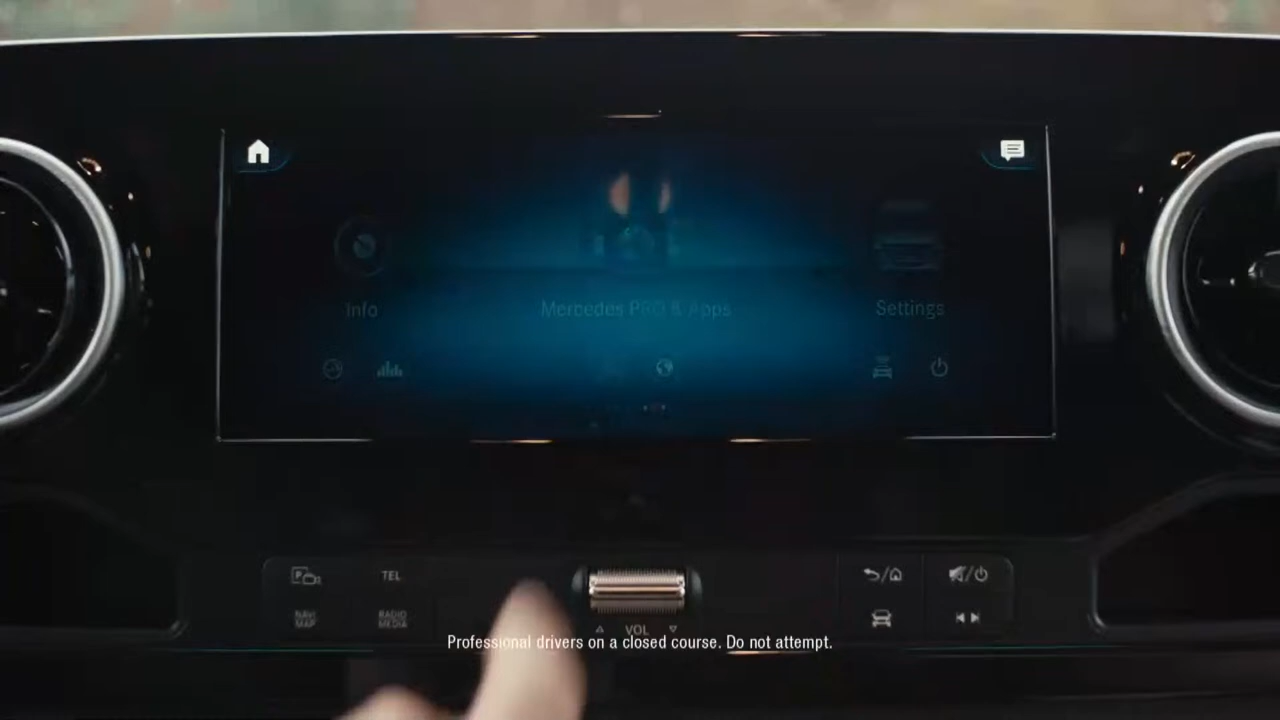 Info
Mercedes PRO & Apps
Settings
TEL
NAVI
MAP
RADIO
MEDIA
VOL
Professional drivers on a closed course. Do not attempt.